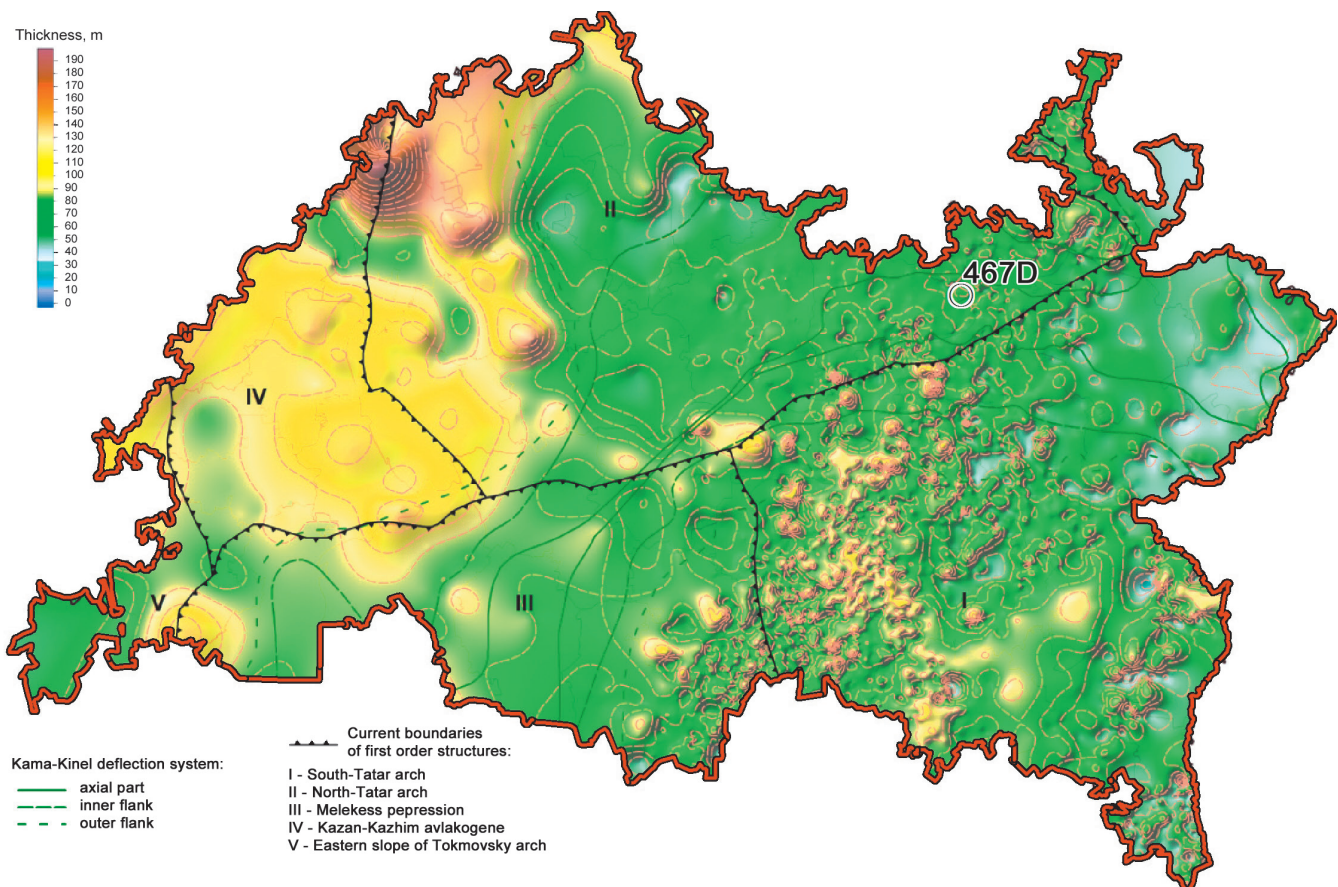 Thickness, m
190
180
170
160
150
140
130
120
110
100
90
80
70
60
50
40
30
20
10
0
II
467D
IV
V
III
I
Kama-Kinel deflection system:
axial part
inner flank
outer flank
Current boundaries
of first order structures:
I - South-Tatar arch
II - North-Tatar arch
III - Melekess pepression
IV - Kazan-Kazhim avlakogene
V - Eastern slope of Tokmovsky arch